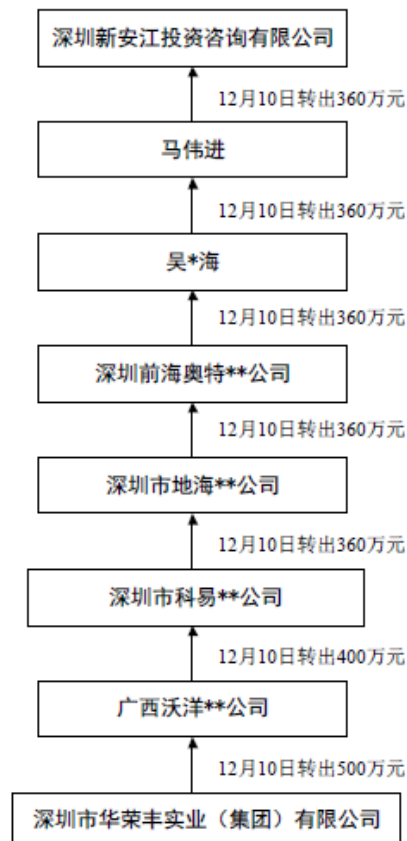 深圳新安江投资咨询有限公司
12月10日转出360万元
马伟进
12月10日转出360万元
吴*海
12月10日转出360万元
深圳前海奥特**公司
12月10日转出360万元
深圳市地海**公司
12月10日转出360万元
深圳市科易**公司
12月10日转出400万元
广西沃洋**公司
12月10日转出500万元
深圳市华荣丰实业（集团）有限公司